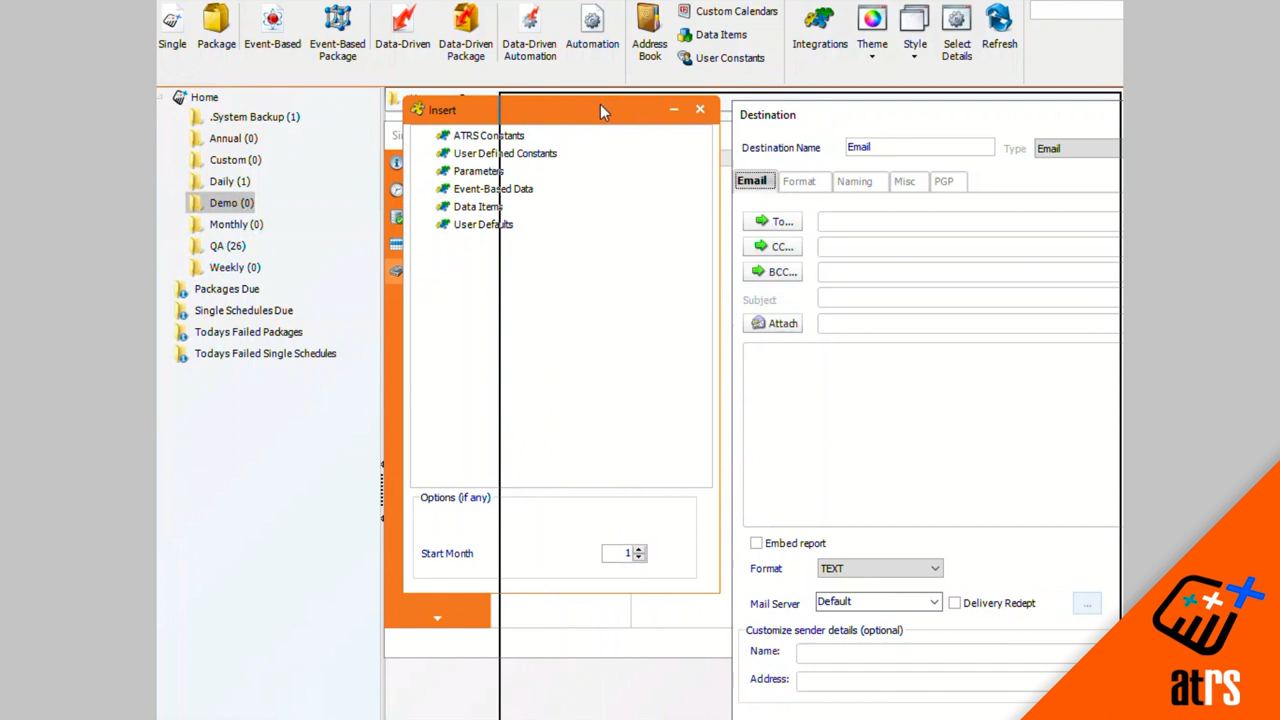 Single
Package
Event-Based
Event-Based
Package
Data-Driven
Data-Driven
Package
Data-Driven
Automation
Automation
Address
Book
Custom Calendars
Data Items
User Constants
Integrations
Theme
Style
Select
Details
Refresh
Home
.System Backup (1)
Annual (0)
Custom (0)
Daily (1)
Demo (0)
Monthly (0)
QA (26)
Weekly (0)
Packages Due
Single Schedules Due
Todays Failed Packages
Todays Failed Single Schedules
Insert
ATRS Constants
User Defined Constants
Parameters
Event-Based Data
Data Items
User Defaults
Options (if any)
Start Month 1
Destination
Destination Name Email Type Email
Email Format Naming Misc PGP
To...
CC...
BCC...
Subject
Attach
Embed report
Format TEXT
Mail Server Default Delivery Reciept ...
Customize sender details (optional)
Name:
Address:
atrs